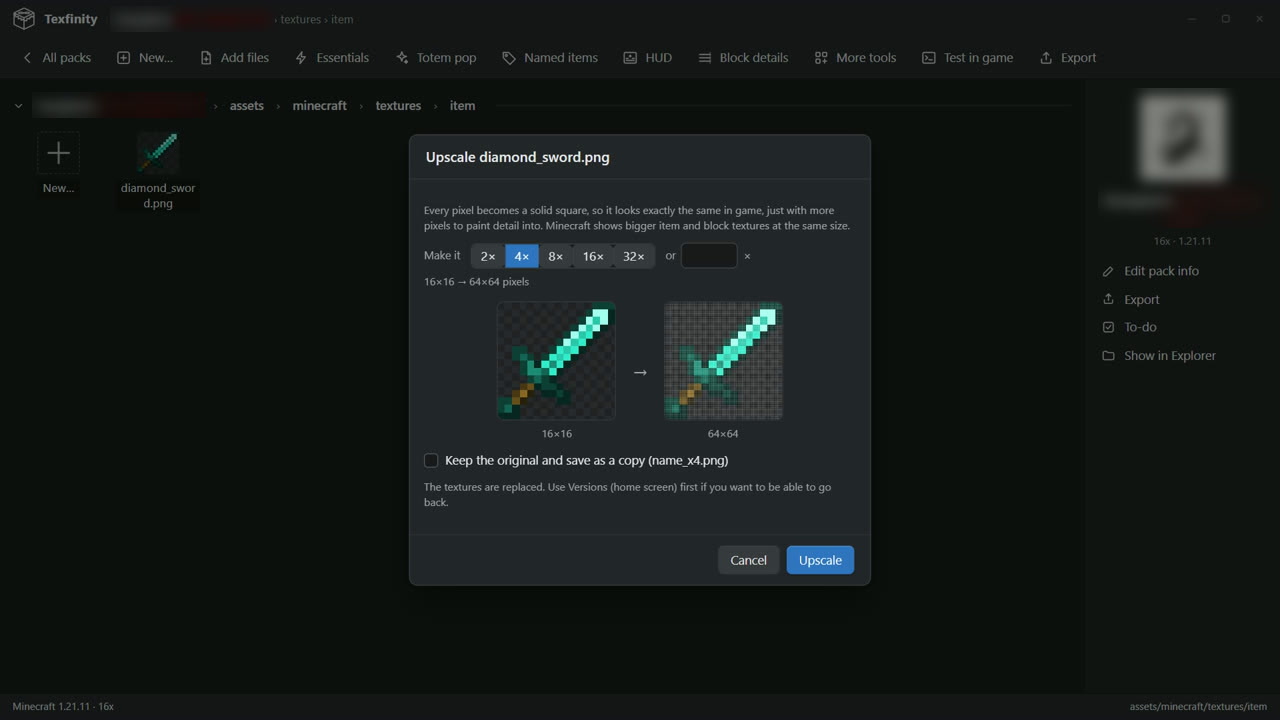 Texfinity
› textures › item
All packs
New...
Add files
Essentials
Totem pop
Named items
HUD
Block details
More tools
Test in game
Export
› assets › minecraft › textures › item
New...
diamond_swor
d.png
Upscale diamond_sword.png
Every pixel becomes a solid square, so it looks exactly the same in game, just with more
pixels to paint detail into. Minecraft shows bigger item and block textures at the same size.
Make it 2× 4× 8× 16× 32× or ×
16×16 → 64×64 pixels
→
16×16
64×64
Keep the original and save as a copy (name_x4.png)
The textures are replaced. Use Versions (home screen) first if you want to be able to go
back.
Cancel
Upscale
16x · 1.21.11
Edit pack info
Export
To-do
Show in Explorer
Minecraft 1.21.11 · 16x
assets/minecraft/textures/item